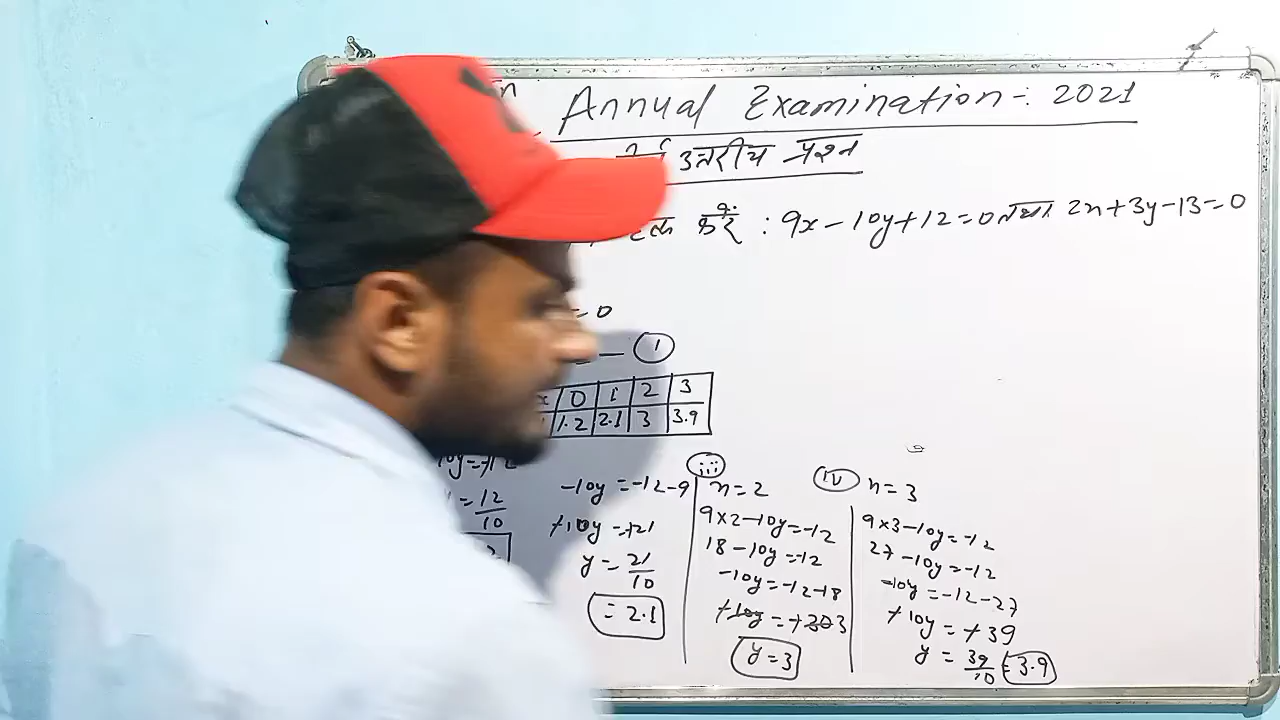 Annual Examination-: 2021
उत्तरीय प्रश्न
करें : 9x-10y+12=0 तथा 2x+3y-13=0
=0
— 1
x 0 1 2 3
1.2 2.1 3 3.9
10y=+12
=12/10
-10y=-12-9
+10y=+21
y=21/10
=2.1
iii x=2
9×2-10y=-12
18-10y=-12
-10y=-12-18
+10y=+30 3
y=3
iv x=3
9×3-10y=-12
27-10y=-12
-10y=-12-27
+10y=+39
y=39/10=3.9